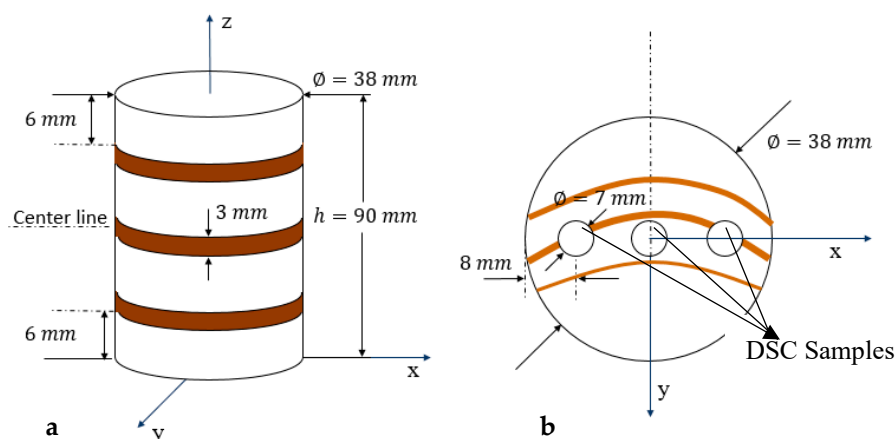 z
∅ = 38 mm
6 mm
Center line
3 mm
h = 90 mm
6 mm
x
y
a
∅ = 38 mm
∅ = 7 mm
x
8 mm
DSC Samples
y
b